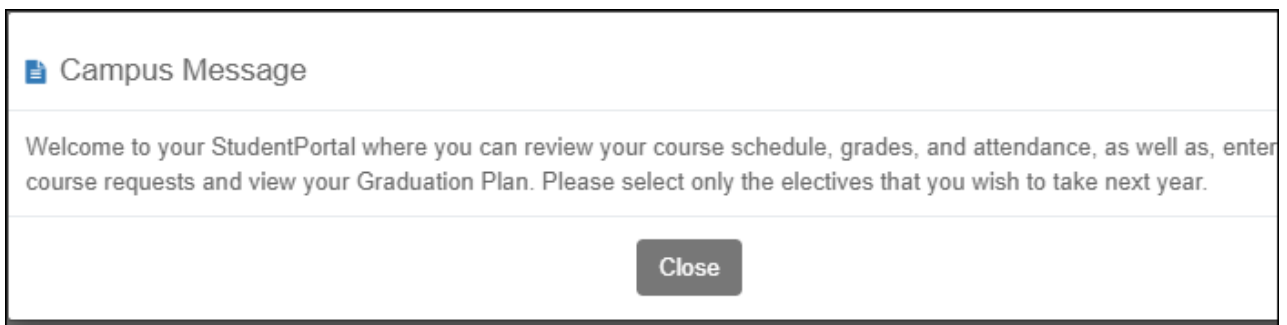 Campus Message
Welcome to your StudentPortal where you can review your course schedule, grades, and attendance, as well as, enter
course requests and view your Graduation Plan. Please select only the electives that you wish to take next year.
Close